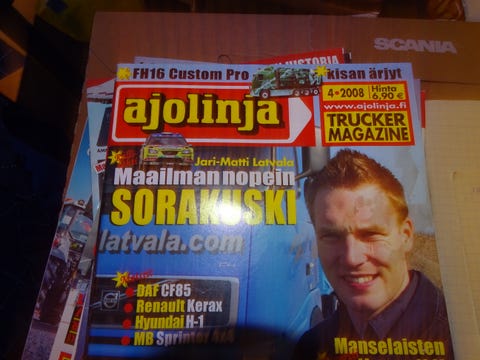 HISTORIA
SCANIA
FH16 Custom Pro
kisan ärjyt
ajolinja
4•2008
Hinta
6,90 €
www.ajolinja.fi
TRUCKER
MAGAZINE
Jari-Matti Latvala
Maailman nopein
SORAKUSKI
latvala.com
DAF CF85
Renault Kerax
Hyundai H-1
MB Sprinter 4x4
Manselaisten